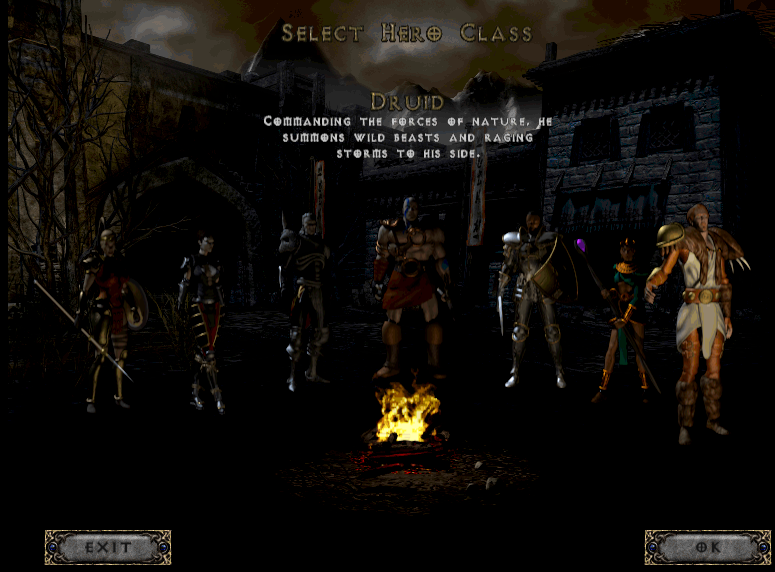 SELECT HERO CLASS
DRUID
COMMANDING THE FORCES OF NATURE, HE
SUMMONS WILD BEASTS AND RAGING
STORMS TO HIS SIDE.
EXIT
OK